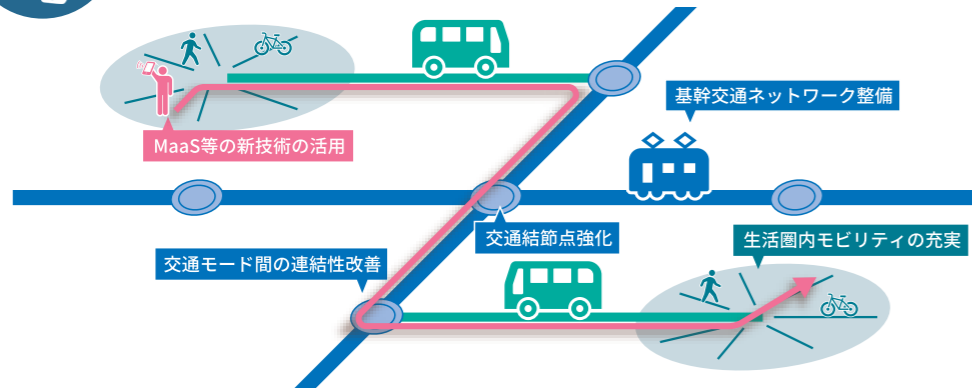 基幹交通ネットワーク整備
MaaS等の新技術の活用
交通結節点強化
生活圏内モビリティの充実
交通モード間の連結性改善